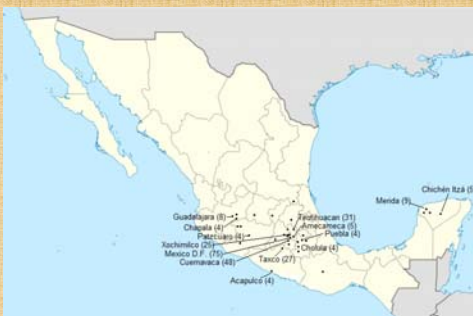 Guadalajara (8)
Chapala (4)
Patzcuaro (4)
Xochimilco (25)
Mexico D.F. (75)
Cuernavaca (48)
Taxco (27)
Acapulco (4)
Teotihuacan (31)
Amecameca (5)
Puebla (4)
Cholula (4)
Merida (9)
Chichén Itzá (5